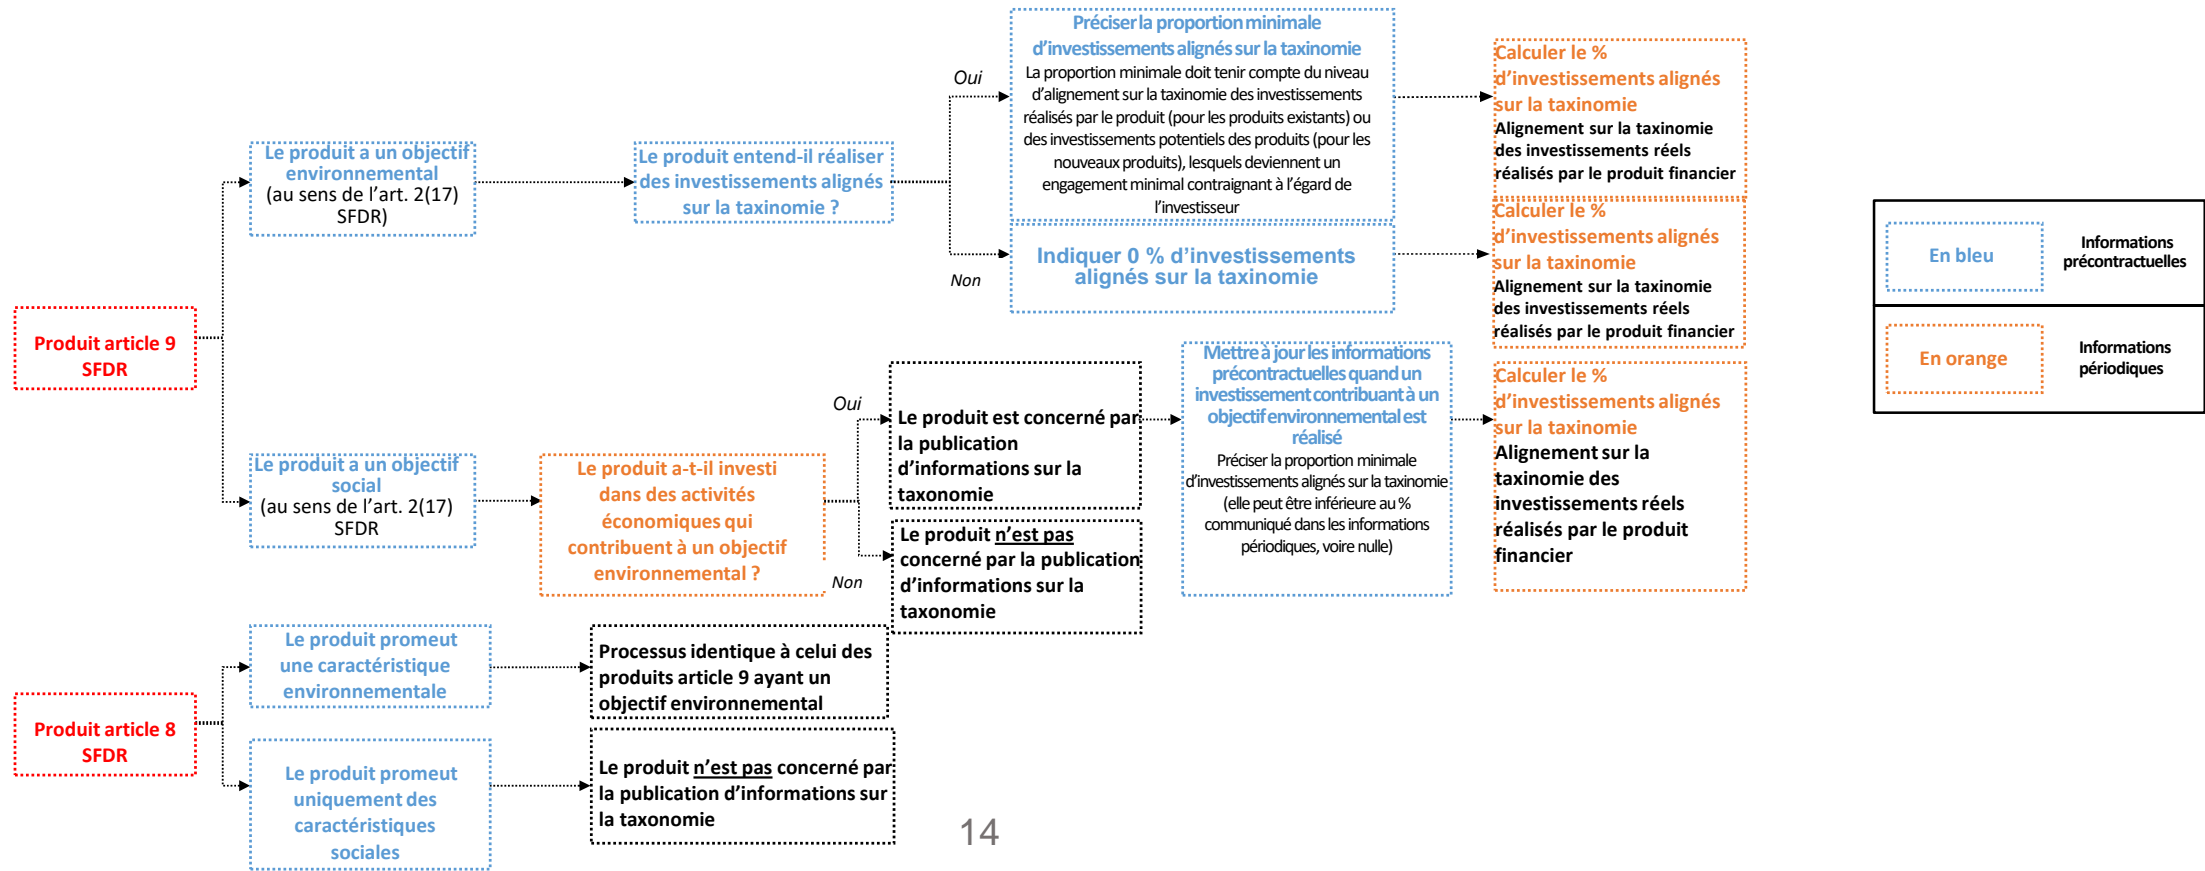 Produit article 9
SFDR
Le produit a un objectif
environnemental
(au sens de l'art. 2(17)
SFDR)
Le produit entend-il réaliser
des investissements alignés
sur la taxinomie ?
Oui
Non
Préciser la proportion minimale
d'investissements alignés sur la taxinomie
La proportion minimale doit tenir compte du niveau
d'alignement sur la taxinomie des investissements
réalisés par le produit (pour les produits existants) ou
des investissements potentiels des produits (pour les
nouveaux produits), lesquels deviennent un
engagement minimal contraignant à l'égard de
l'investisseur
Indiquer 0 % d'investissements
alignés sur la taxinomie
Calculer le %
d'investissements alignés
sur la taxinomie
Alignement sur la taxinomie
des investissements réels
réalisés par le produit financier
Calculer le %
d'investissements alignés
sur la taxinomie
Alignement sur la taxinomie
des investissements réels
réalisés par le produit financier
En bleu
Informations
précontractuelles
En orange
Informations
périodiques
Le produit a un objectif
social
(au sens de l'art. 2(17)
SFDR
Le produit a-t-il investi
dans des activités
économiques qui
contribuent à un objectif
environnemental ?
Oui
Non
Le produit est concerné par
la publication
d'informations sur la
taxonomie
Le produit n'est pas
concerné par la publication
d'informations sur la
taxonomie
Mettre à jour les informations
précontractuelles quand un
investissement contribuant à un
objectif environnemental est
réalisé
Préciser la proportion minimale
d'investissements alignés sur la taxinomie
(elle peut être inférieure au %
communiqué dans les informations
périodiques, voire nulle)
Calculer le %
d'investissements alignés
sur la taxinomie
Alignement sur la
taxinomie des
investissements réels
réalisés par le produit
financier
Produit article 8
SFDR
Le produit promeut
une caractéristique
environnementale
Processus identique à celui des
produits article 9 ayant un
objectif environnemental
Le produit promeut
uniquement des
caractéristiques
sociales
Le produit n'est pas concerné par
la publication d'informations sur
la taxonomie
14